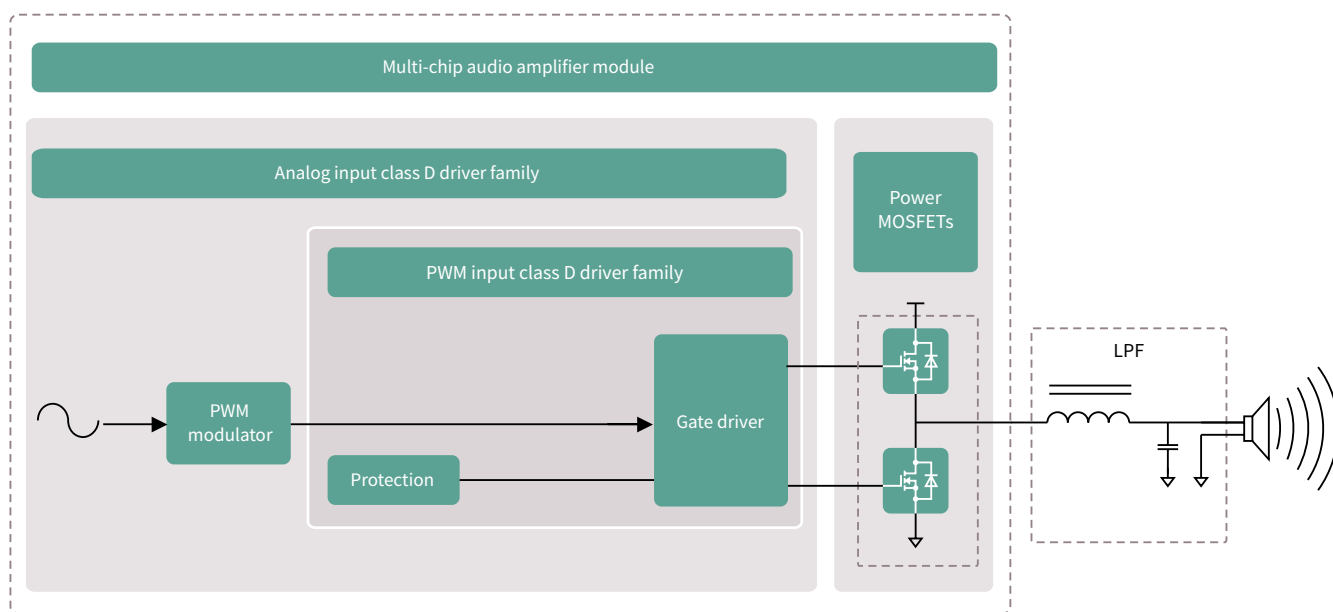 Multi-chip audio amplifier module
Analog input class D driver family
Power
MOSFETs
PWM input class D driver family
LPF
PWM
modulator
Gate driver
Protection